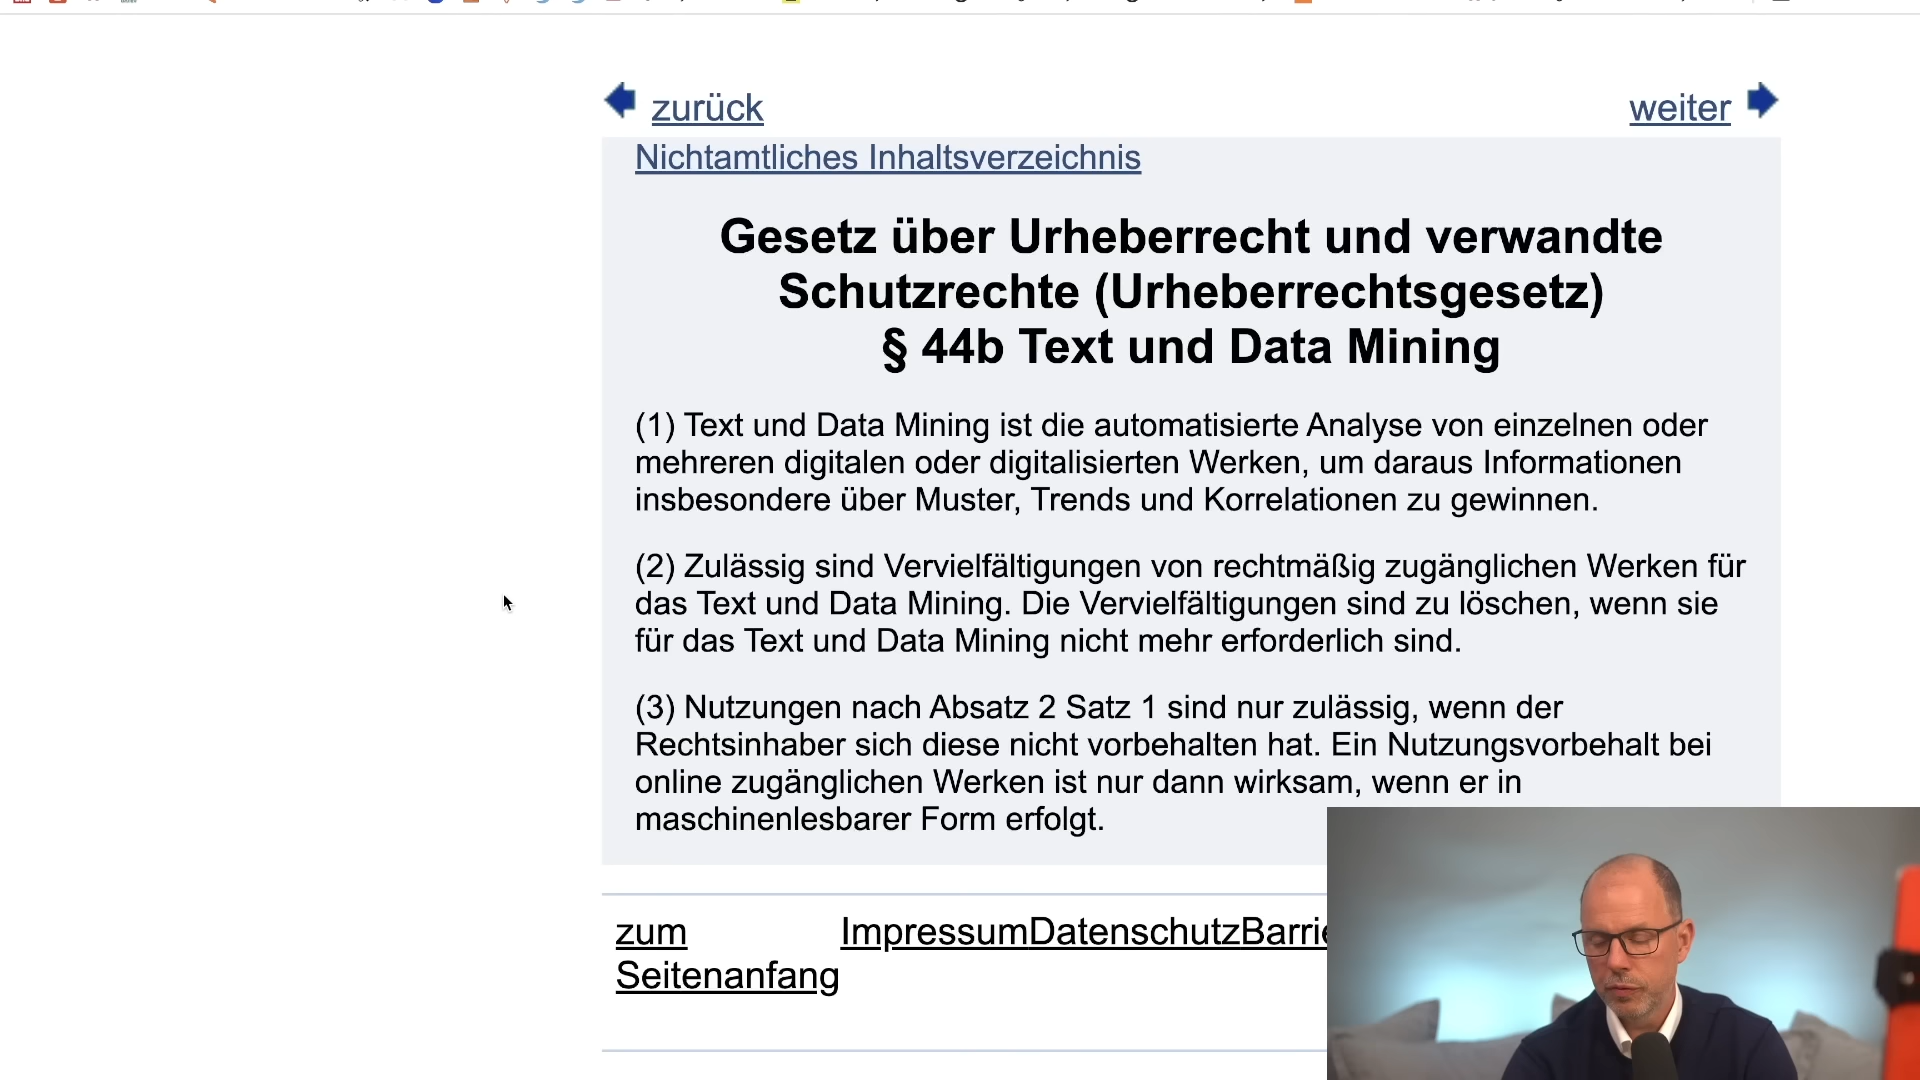 zurück
weiter
Nichtamtliches Inhaltsverzeichnis
Gesetz über Urheberrecht und verwandte
Schutzrechte (Urheberrechtsgesetz)
§ 44b Text und Data Mining
(1) Text und Data Mining ist die automatisierte Analyse von einzelnen oder
mehreren digitalen oder digitalisierten Werken, um daraus Informationen
insbesondere über Muster, Trends und Korrelationen zu gewinnen.
(2) Zulässig sind Vervielfältigungen von rechtmäßig zugänglichen Werken für
das Text und Data Mining. Die Vervielfältigungen sind zu löschen, wenn sie
für das Text und Data Mining nicht mehr erforderlich sind.
(3) Nutzungen nach Absatz 2 Satz 1 sind nur zulässig, wenn der
Rechtsinhaber sich diese nicht vorbehalten hat. Ein Nutzungsvorbehalt bei
online zugänglichen Werken ist nur dann wirksam, wenn er in
maschinenlesbarer Form erfolgt.
zum
Seitenanfang
Impressum Datenschutz